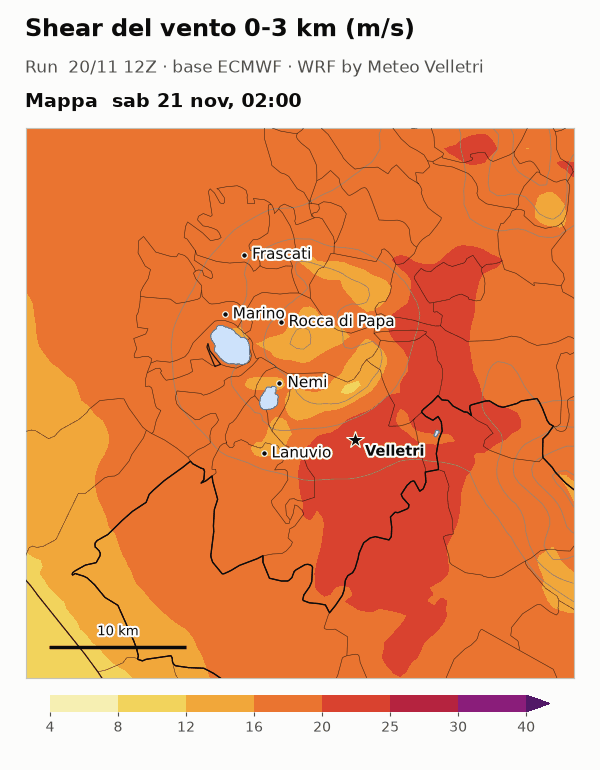 Shear del vento 0-3 km (m/s)
Run  20/11 12Z · base ECMWF · WRF by Meteo Velletri
Mappa  sab 21 nov, 02:00
Frascati
Marino
Rocca di Papa
Nemi
Velletri
Lanuvio
10 km
4 8 12 16 20 25 30 40